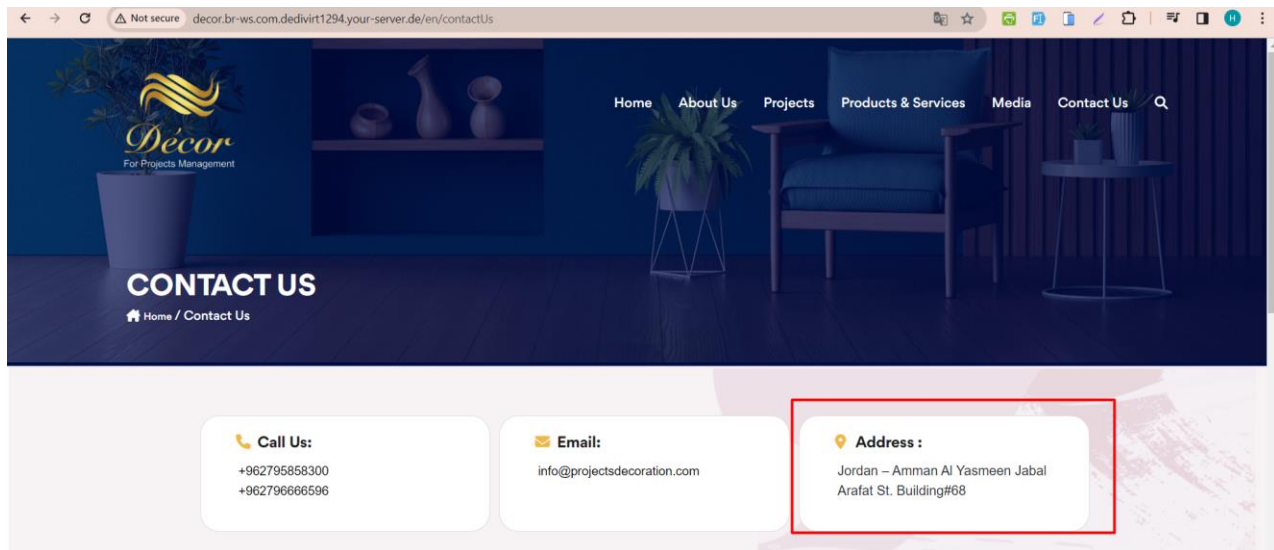 Not secure
decor.br-ws.com.dedivirt1294.your-server.de/en/contactUs
H
Décor
For Projects Management
Home About Us Projects Products & Services Media Contact Us
CONTACT US
Home / Contact Us
Call Us:
+962795858300
+962796666596
Email:
info@projectsdecoration.com
Address :
Jordan – Amman Al Yasmeen Jabal
Arafat St. Building#68